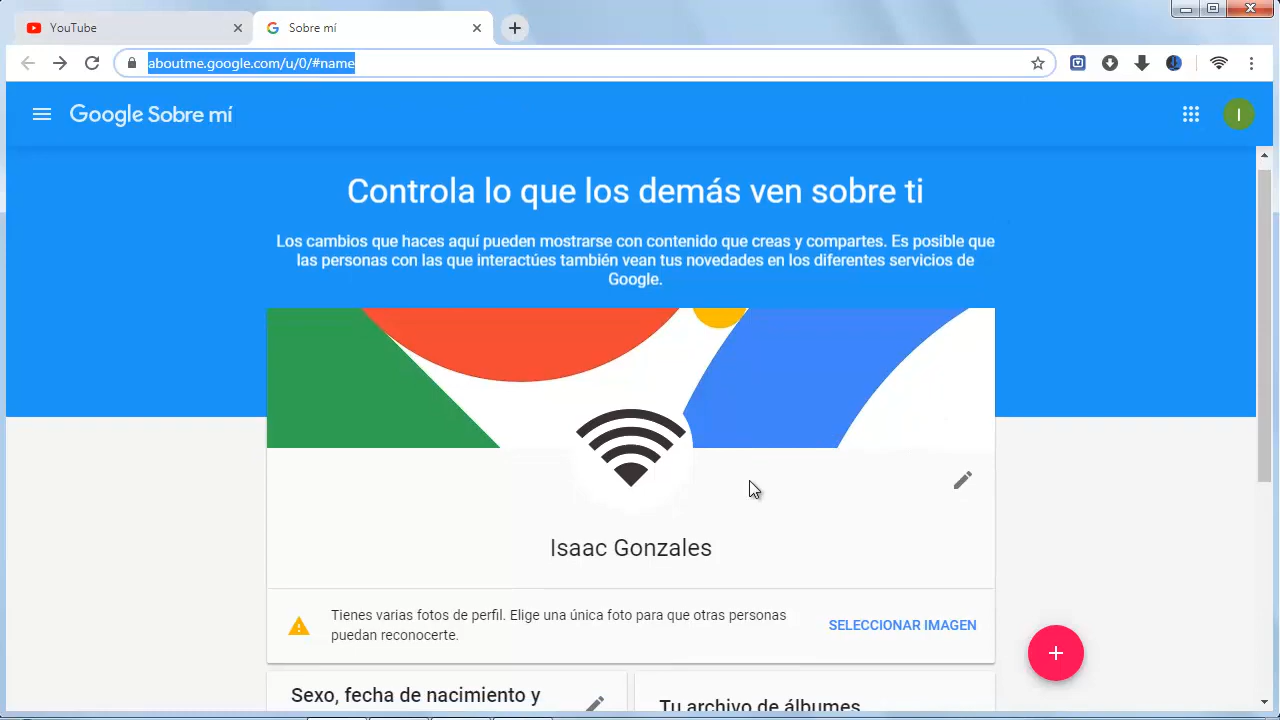 YouTube
Sobre mí
aboutme.google.com/u/0/#name
Google Sobre mí
I
Controla lo que los demás ven sobre ti
Los cambios que haces aquí pueden mostrarse con contenido que creas y compartes. Es posible que
las personas con las que interactúes también vean tus novedades en los diferentes servicios de
Google.
Isaac Gonzales
Tienes varias fotos de perfil. Elige una única foto para que otras personas
puedan reconocerte.
SELECCIONAR IMAGEN
Sexo, fecha de nacimiento y
Tu archivo de álbumes